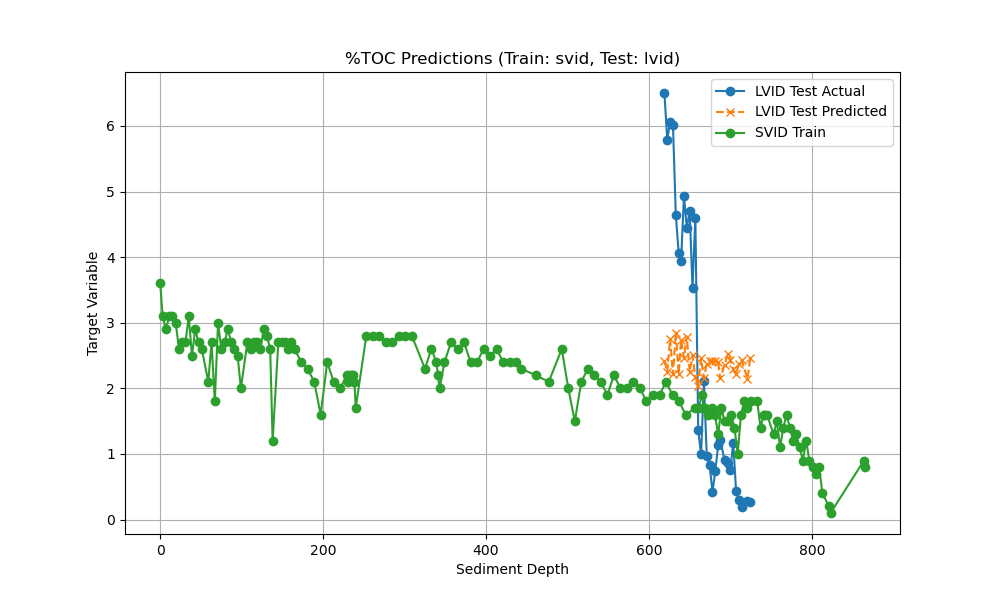 %TOC Predictions (Train: svid, Test: lvid)
LVID Test Actual
LVID Test Predicted
SVID Train
Target Variable
6
5
4
3
2
1
0
0 200 400 600 800
Sediment Depth